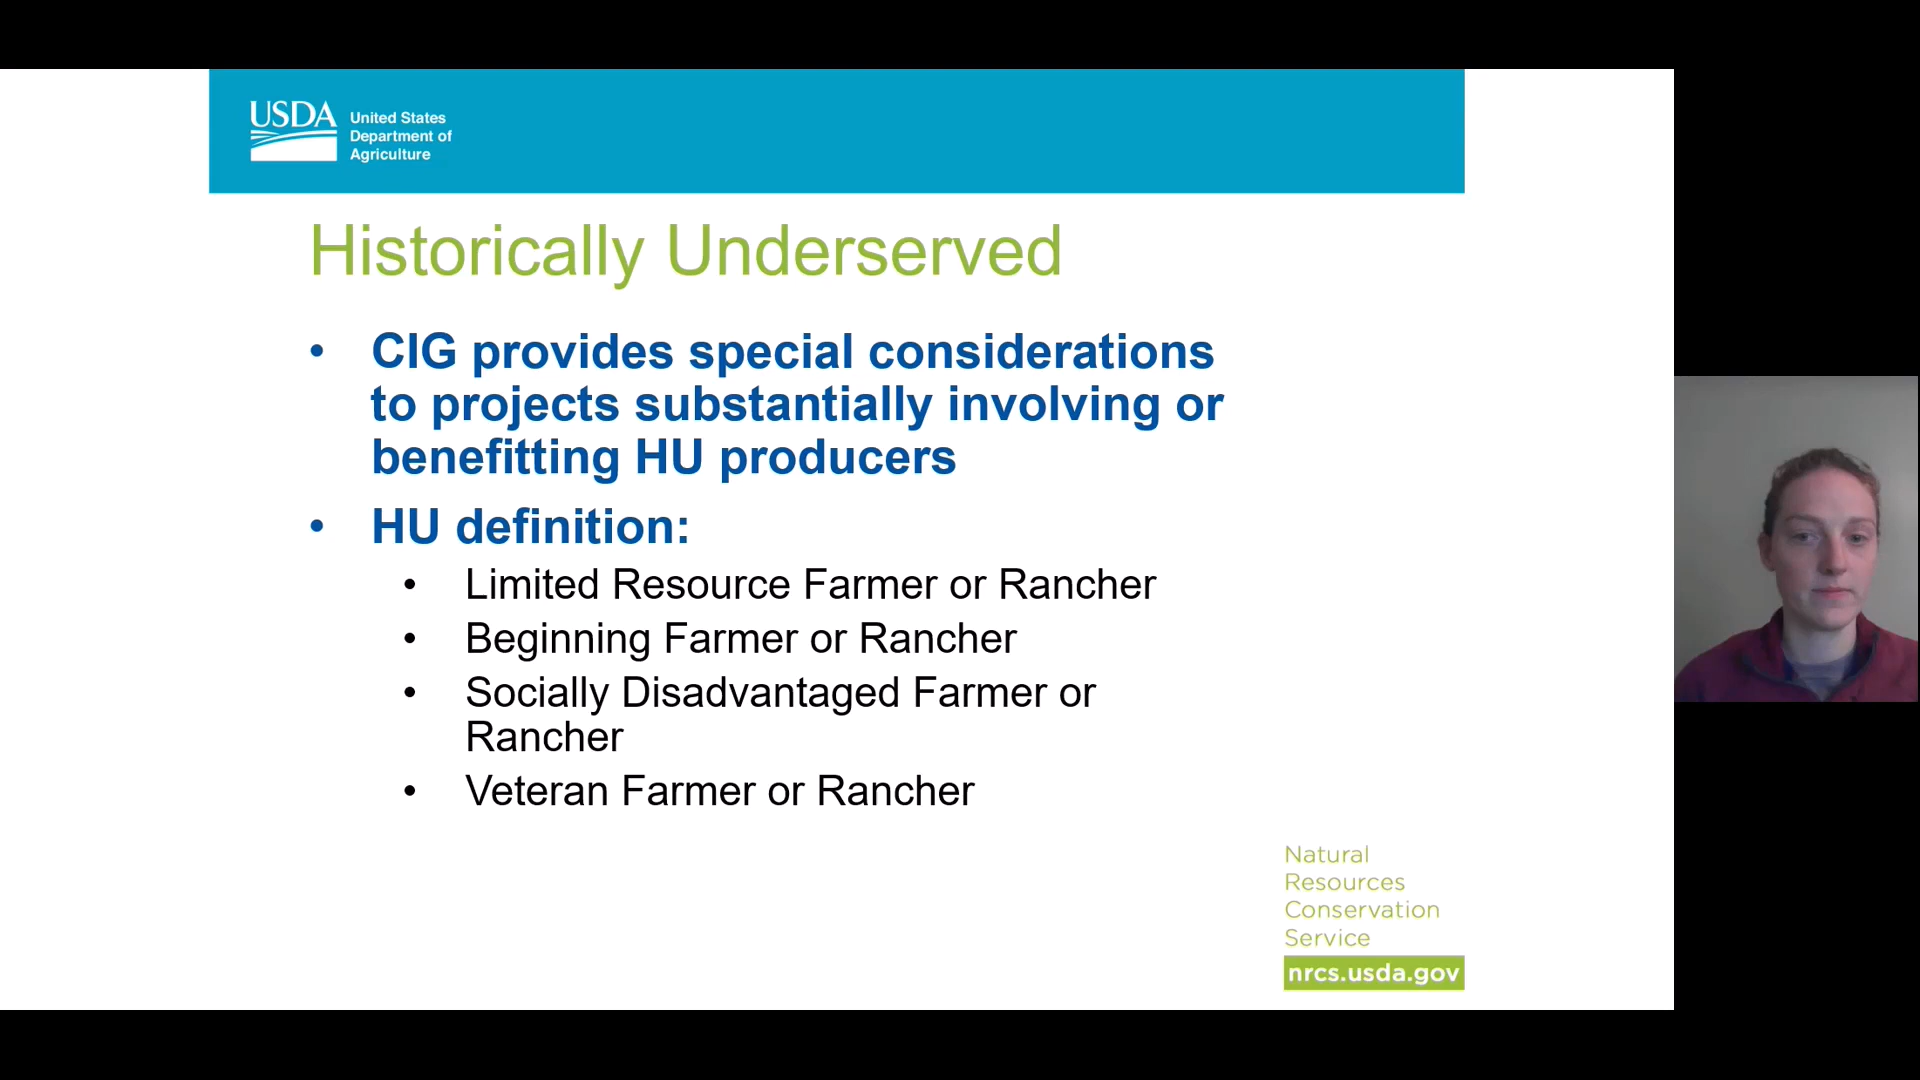 USDA
United States
Department of
Agriculture
Historically Underserved
• CIG provides special considerations
to projects substantially involving or
benefitting HU producers
• HU definition:
• Limited Resource Farmer or Rancher
• Beginning Farmer or Rancher
• Socially Disadvantaged Farmer or
Rancher
• Veteran Farmer or Rancher
Natural
Resources
Conservation
Service
nrcs.usda.gov